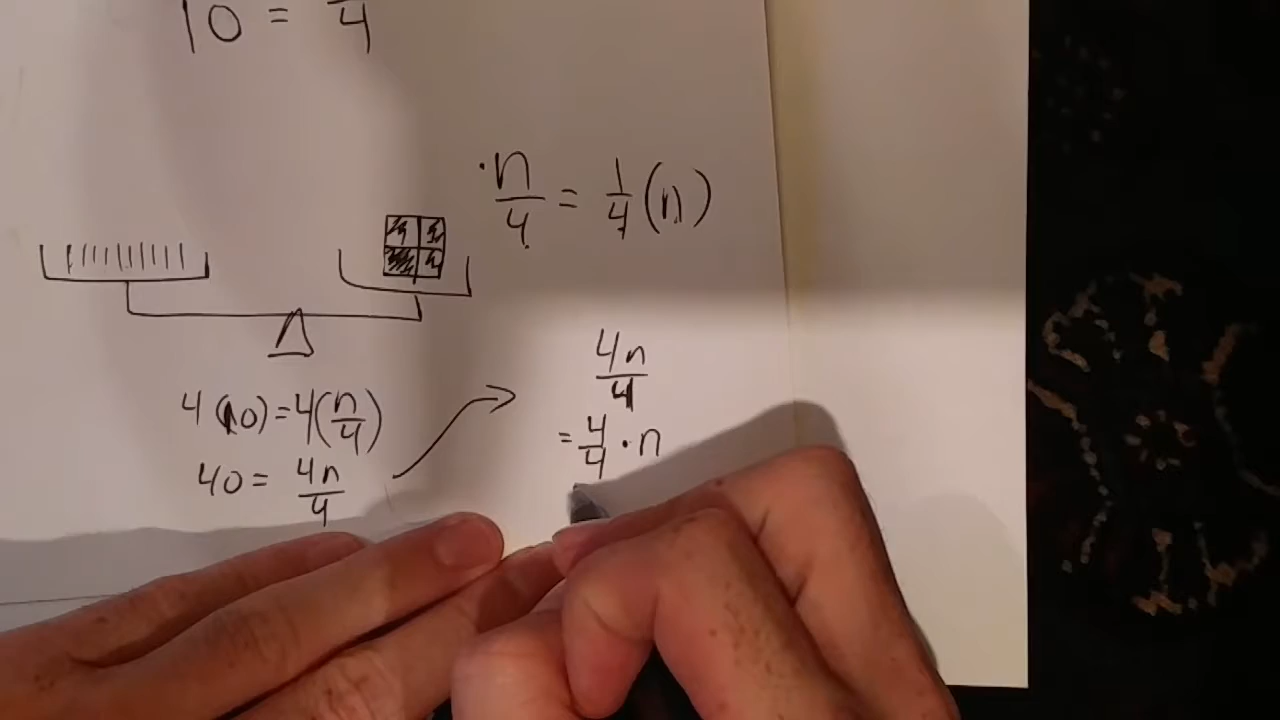 10 = /4
n/4 = 1/4 (n)
4 (10) = 4(n/4)
40 = 4n/4
4n/4
= 4/4 · n